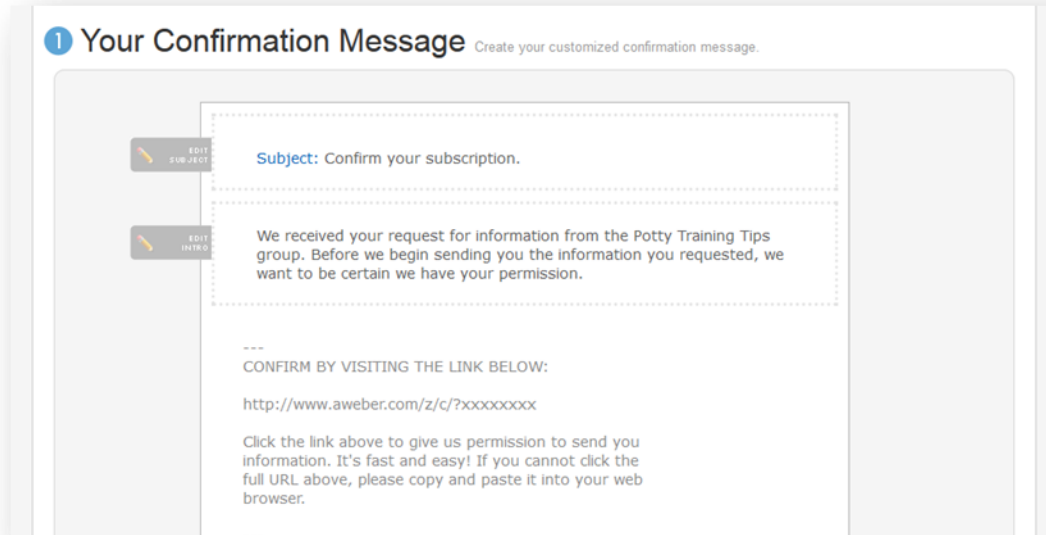 1 Your Confirmation Message Create your customized confirmation message.
EDIT
SUBJECT
Subject: Confirm your subscription.
EDIT
INTRO
We received your request for information from the Potty Training Tips
group. Before we begin sending you the information you requested, we
want to be certain we have your permission.
---
CONFIRM BY VISITING THE LINK BELOW:
http://www.aweber.com/z/c/?xxxxxxxx
Click the link above to give us permission to send you
information. It's fast and easy! If you cannot click the
full URL above, please copy and paste it into your web
browser.